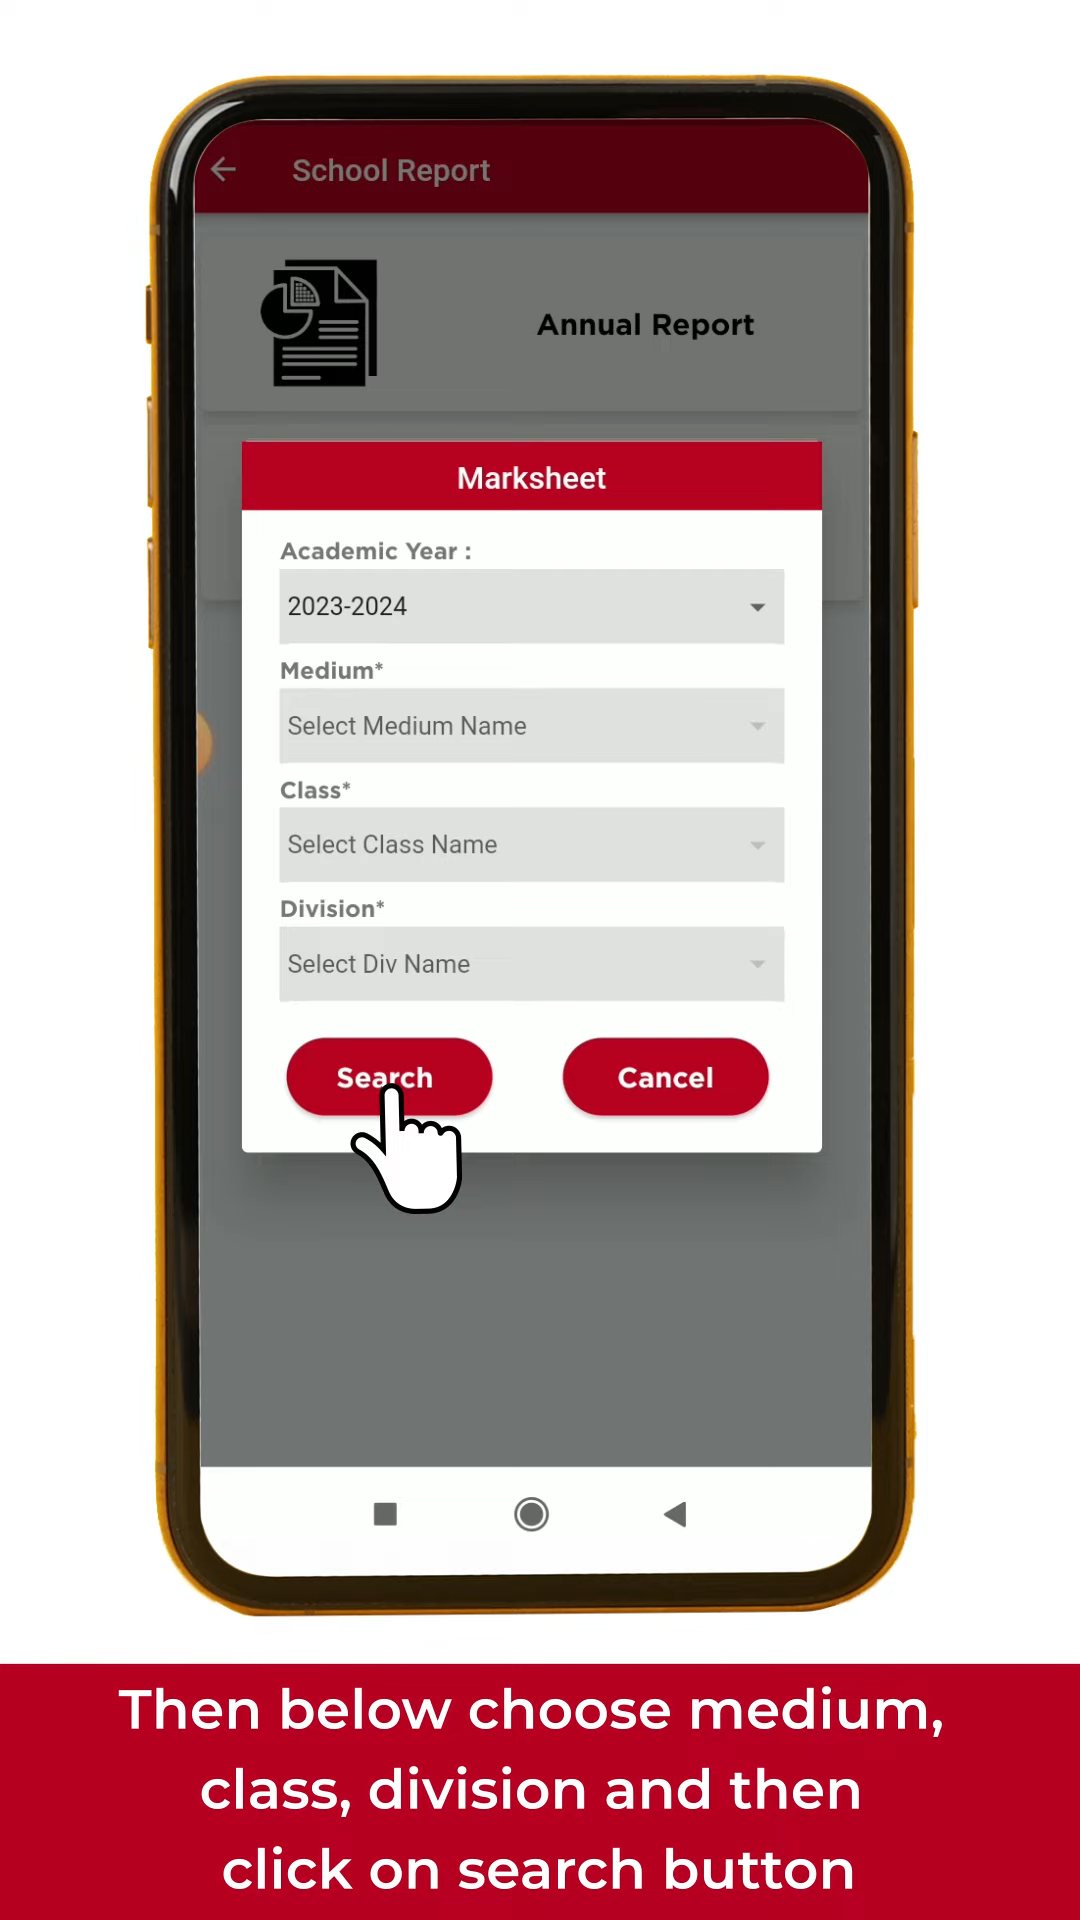 School Report
Annual Report
Marksheet
Academic Year :
2023-2024
Medium*
Select Medium Name
Class*
Select Class Name
Division*
Select Div Name
Search
Cancel
Then below choose medium,
class, division and then
click on search button